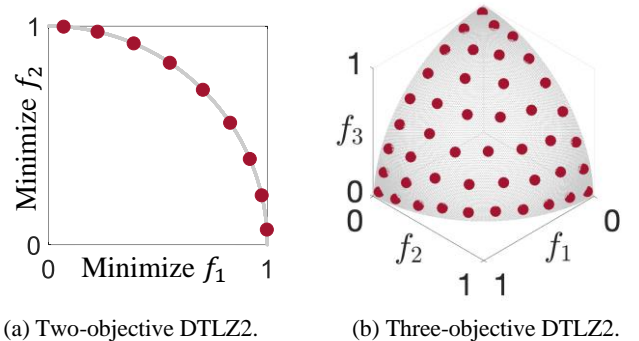 1
Minimize f₂
0
0
Minimize f₁
1
1
f₃
0
0
f₂
1
1
f₁
0
(a) Two-objective DTLZ2.
(b) Three-objective DTLZ2.